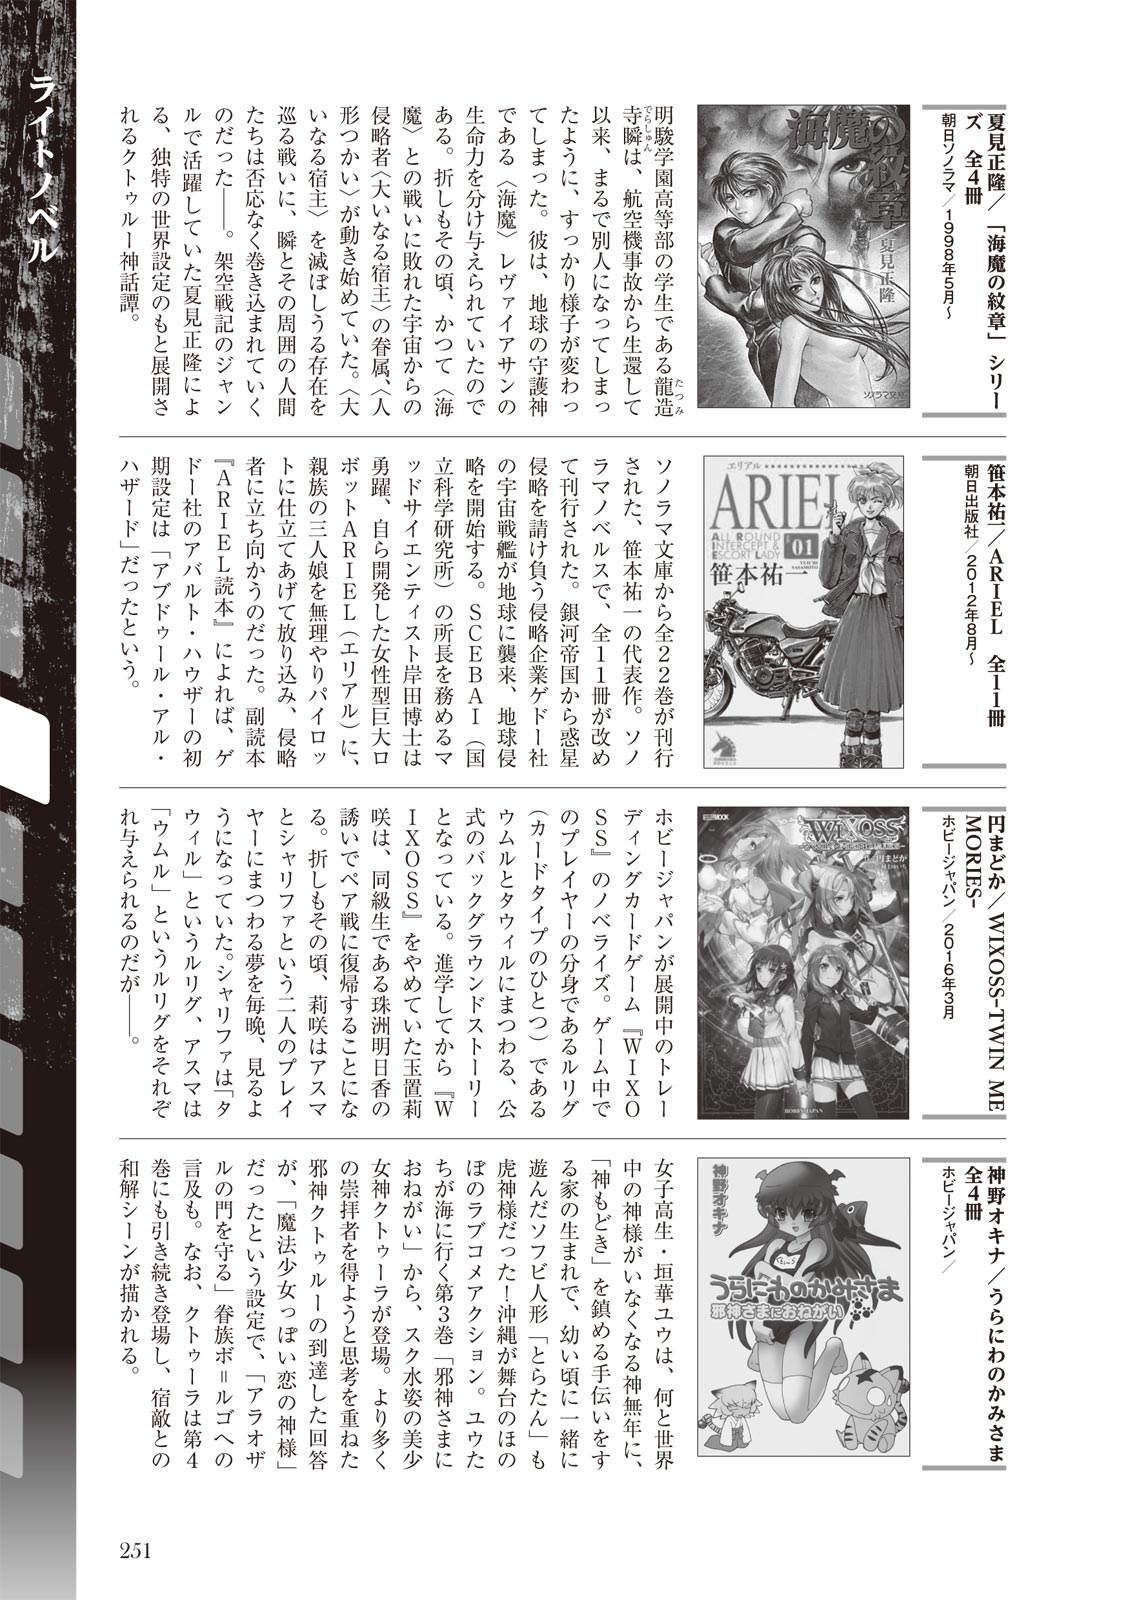 ライトノベル
夏見正隆／「海魔の紋章」シリー
ズ　全4冊
朝日ソノラマ／1998年5月〜
海魔の紋章
夏見正隆
ソノラマ文庫
明駿学園高等部の学生である龍造
たつみ
寺瞬は、航空機事故から生還して
でらしゅん
以来、まるで別人になってしまっ
たように、すっかり様子が変わっ
てしまった。彼は、地球の守護神
である〈海魔〉レヴァイアサンの
生命力を分け与えられていたので
ある。折しもその頃、かつて〈海
魔〉との戦いに敗れた宇宙からの
侵略者〈大いなる宿主〉の眷属、〈人
形つかい〉が動き始めていた。〈大
いなる宿主〉を滅ぼしうる存在を
巡る戦いに、瞬とその周囲の人間
たちは否応なく巻き込まれていく
のだった――。架空戦記のジャン
ルで活躍していた夏見正隆によ
る、独特の世界設定のもと展開さ
れるクトゥルー神話譚。
笹本祐一／ARIEL　全11冊
朝日出版社／2012年8月〜
エリアル
ARIEL
ALL ROUND
INTERCEPT &
ESCORT LADY
01
YUICHI
SASAMOTO
笹本祐一
ソノラマ文庫から全22巻が刊行
された、笹本祐一の代表作。ソノ
ラマノベルスで、全11冊が改め
て刊行された。銀河帝国から惑星
侵略を請け負う侵略企業ゲドー社
の宇宙戦艦が地球に襲来、地球侵
略を開始する。SCEBAI（国
立科学研究所）の所長を務めるマ
ッドサイエンティスト岸田博士は
勇躍、自ら開発した女性型巨大ロ
ボットARIEL（エリアル）に、
親族の三人娘を無理やりパイロッ
トに仕立てあげて放り込み、侵略
者に立ち向かうのだった。副読本
『ARIEL読本』によれば、ゲ
ドー社のアバルト・ハウザーの初
期設定は「アブドゥール・アル・
ハザード」だったという。
円まどか／WIXOSS-TWIN ME
MORIES-
ホビージャパン／2016年3月
MOOK
WIXOSS
円まどか
HOBBY JAPAN
ホビージャパンが展開中のトレー
ディングカードゲーム『WIXO
SS』のノベライズ。ゲーム中で
のプレイヤーの分身であるルリグ
（カードタイプのひとつ）である
ウムルとタウィルにまつわる、公
式のバックグラウンドストーリー
となっている。進学してから『W
IXOSS』をやめていた玉置莉
咲は、同級生である珠洲明日香の
誘いでペア戦に復帰することにな
る。折しもその頃、莉咲はアスマ
とシャリファという二人のプレイ
ヤーにまつわる夢を毎晩、見るよ
うになっていた。シャリファは「タ
ウィル」というルリグ、アスマは
「ウムル」というルリグをそれぞ
れ与えられるのだが――。
神野オキナ／うらにわのかみさま
全4冊
ホビージャパン／
神野オキナ
うらにわのかみさま
邪神さまにおねがい
女子高生・垣華ユウは、何と世界
中の神様がいなくなる神無年に、
「神もどき」を鎮める手伝いをす
る家の生まれで、幼い頃に一緒に
遊んだソフビ人形「とらたん」も
虎神様だった！沖縄が舞台のほの
ぼのラブコメアクション。ユウた
ちが海に行く第3巻「邪神さまに
おねがい」から、スク水姿の美少
女神クトゥーラが登場。より多く
の崇拝者を得ようと思考を重ねた
邪神クトゥルーの到達した回答
が、「魔法少女っぽい恋の神様」
だったという設定で、「アラオザ
ルの門を守る」眷族ボ＝ルゴへの
言及も。なお、クトゥーラは第4
巻にも引き続き登場し、宿敵との
和解シーンが描かれる。
251